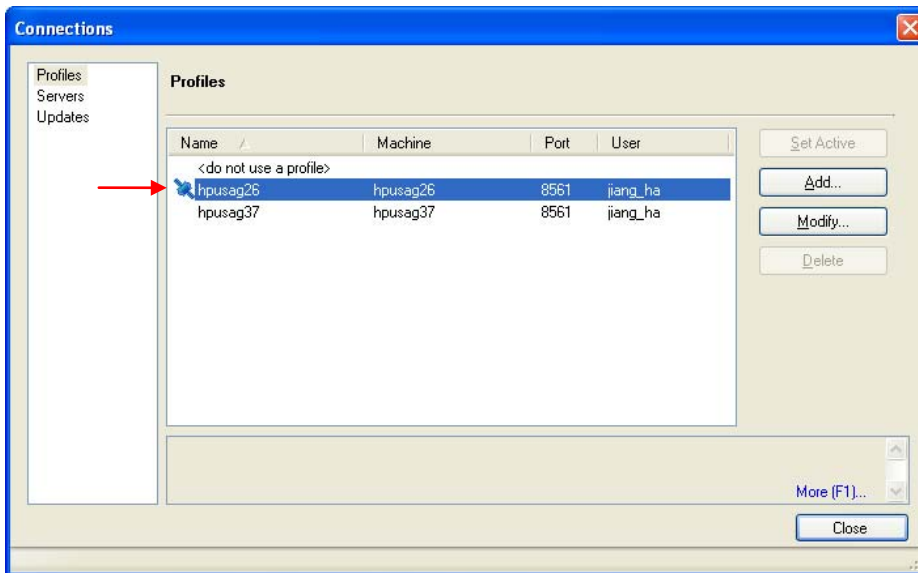 Connections
Profiles
Servers
Updates
Profiles
Name Machine Port User
<do not use a profile>
hpusag26 hpusag26 8561 jiang_ha
hpusag37 hpusag37 8561 jiang_ha
Set Active
Add...
Modify...
Delete
More (F1)...
Close